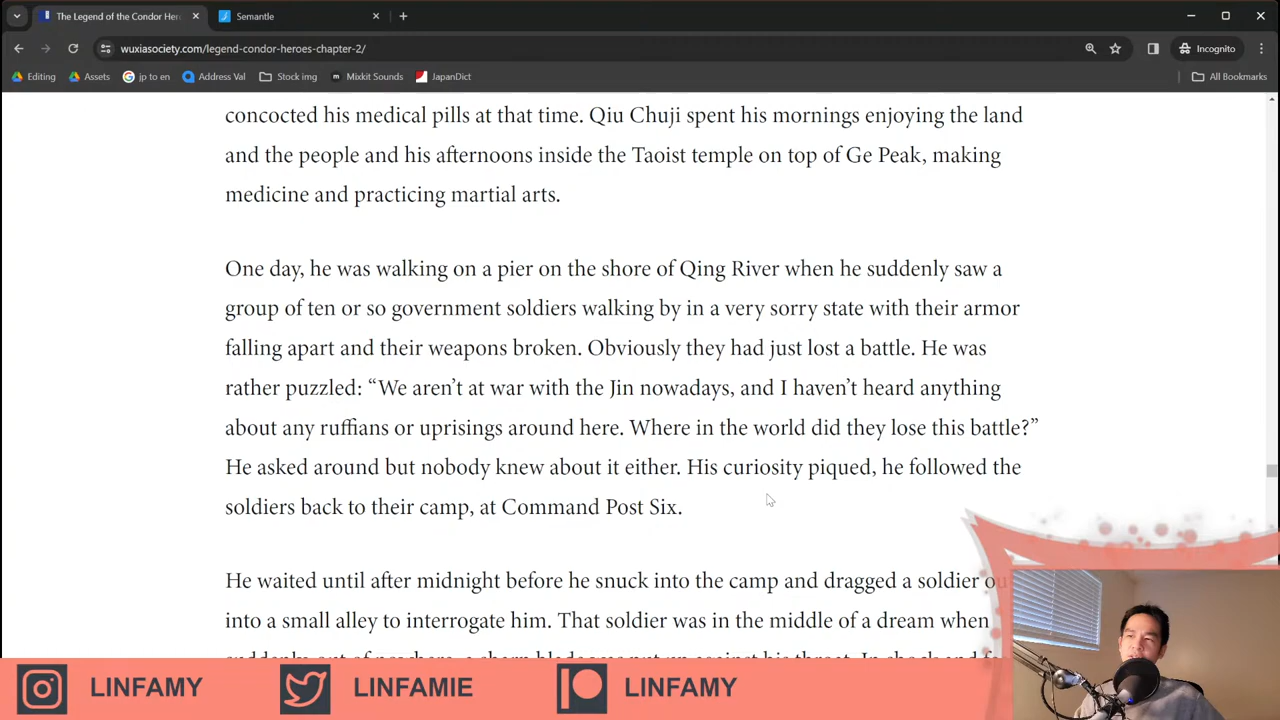 The Legend of the Condor Her
Semantle
wuxiasociety.com/legend-condor-heroes-chapter-2/
Incognito
Editing
Assets
jp to en
Address Val
Stock img
Mixkit Sounds
JapanDict
All Bookmarks
concocted his medical pills at that time. Qiu Chuji spent his mornings enjoying the land
and the people and his afternoons inside the Taoist temple on top of Ge Peak, making
medicine and practicing martial arts.
One day, he was walking on a pier on the shore of Qing River when he suddenly saw a
group of ten or so government soldiers walking by in a very sorry state with their armor
falling apart and their weapons broken. Obviously they had just lost a battle. He was
rather puzzled: “We aren’t at war with the Jin nowadays, and I haven’t heard anything
about any ruffians or uprisings around here. Where in the world did they lose this battle?”
He asked around but nobody knew about it either. His curiosity piqued, he followed the
soldiers back to their camp, at Command Post Six.
He waited until after midnight before he snuck into the camp and dragged a soldier
into a small alley to interrogate him. That soldier was in the middle of a dream when
LINFAMY
LINFAMIE
LINFAMY